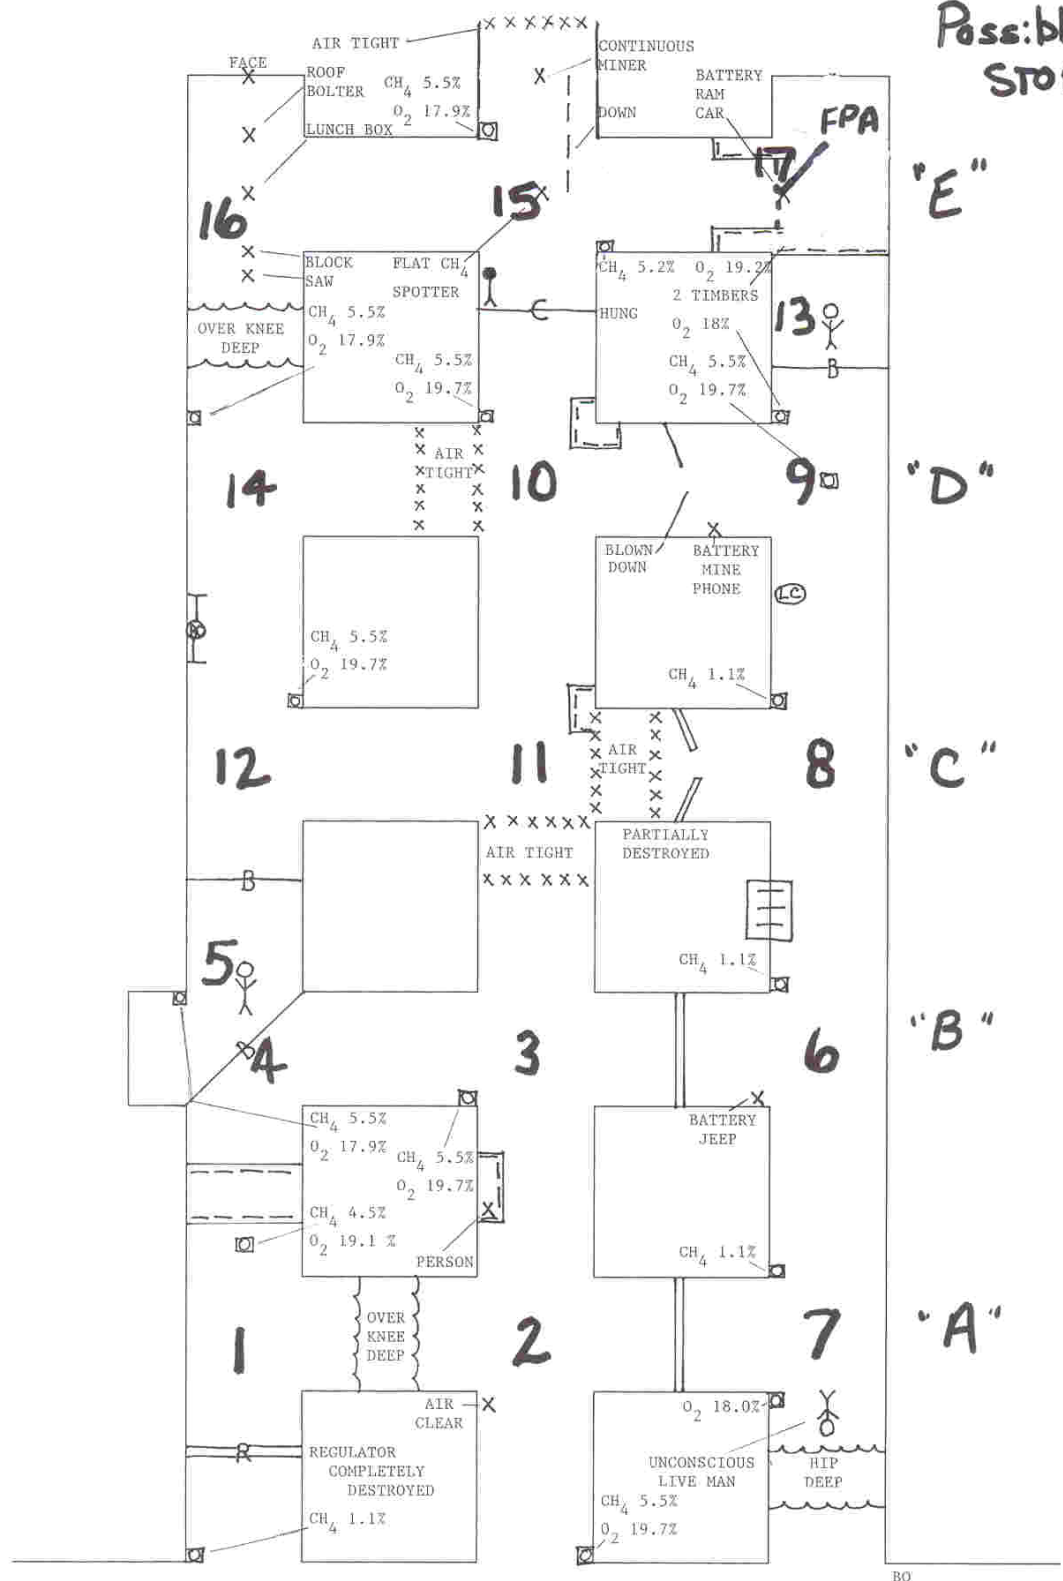 Possibl
STO
AIR TIGHT
FACE
ROOF
BOLTER
CH4 5.5%
O2 17.9%
LUNCH BOX
CONTINUOUS
MINER
BATTERY
RAM
CAR
DOWN
FPA
17
"E"
16
15
BLOCK
SAW
FLAT CH4
SPOTTER
CH4 5.2% O2 19.2%
2 TIMBERS
HUNG
O2 18%
13
OVER KNEE
DEEP
CH4 5.5%
O2 17.9%
CH4 5.5%
O2 19.7%
CH4 5.5%
O2 19.7%
B
AIR
TIGHT
14
10
9
"D"
BLOWN
DOWN
BATTERY
MINE
PHONE
LC
CH4 5.5%
O2 19.7%
CH4 1.1%
AIR
TIGHT
12
11
8
"C"
AIR TIGHT
PARTIALLY
DESTROYED
B
CH4 1.1%
5
B
4
3
6
"B"
CH4 5.5%
O2 17.9%
CH4 5.5%
O2 19.7%
BATTERY
JEEP
CH4 4.5%
O2 19.1 %
PERSON
CH4 1.1%
OVER
KNEE
DEEP
1
2
7
"A"
AIR
CLEAR
O2 18.0%
R
REGULATOR
COMPLETELY
DESTROYED
UNCONSCIOUS
LIVE MAN
HIP
DEEP
CH4 1.1%
CH4 5.5%
O2 19.7%
BO